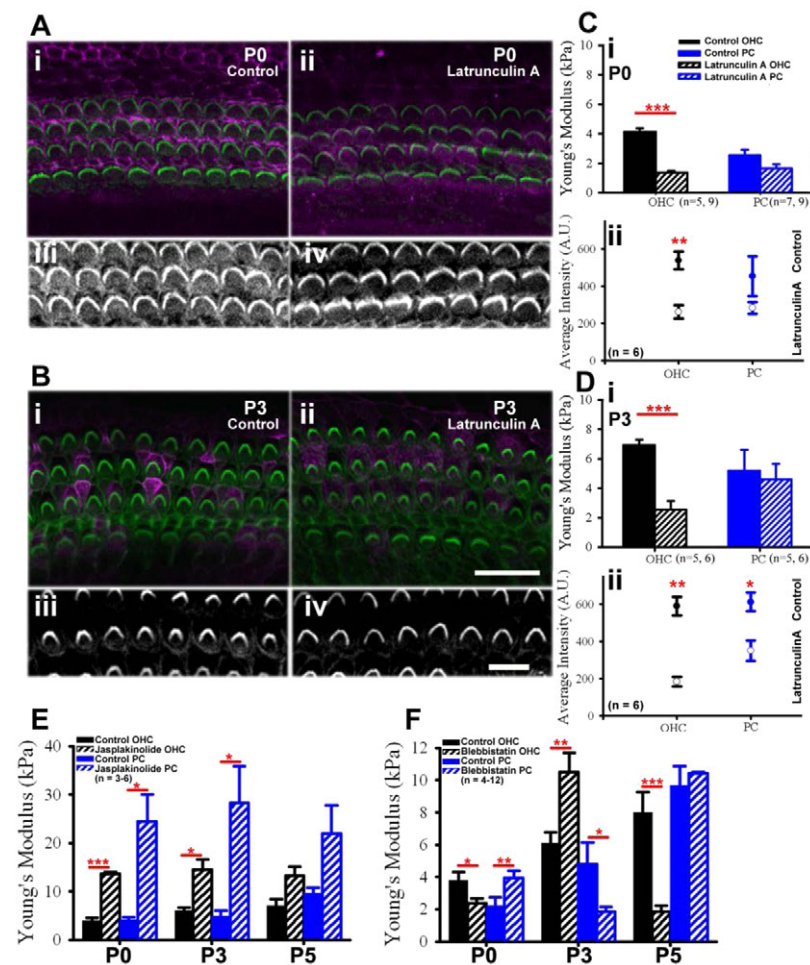 A
i
P0
Control
ii
P0
Latrunculin A
iii
iv
B
i
P3
Control
ii
P3
Latrunculin A
iii
iv
C
i
P0
Control OHC
Control PC
Latrunculin A OHC
Latrunculin A PC
Young's Modulus (kPa)
8
6
4
2
0
***
OHC (n=5, 9)
PC(n=7, 9)
ii
Average Intensity (A.U.)
600
400
200
0
**
(n = 6)
OHC
PC
LatrunculinA Control
D
i
P3
Young's Modulus (kPa)
10
8
6
4
2
0
***
OHC (n=5, 6)
PC (n=5, 6)
ii
Average Intensity (A.U.)
600
400
200
0
**
*
(n = 6)
OHC
PC
LatrunculinA Control
E
Control OHC
Jasplakinolide OHC
Control PC
Jasplakinolide PC
(n = 3-6)
Young's Modulus (kPa)
40
30
20
10
0
***
*
*
*
P0
P3
P5
F
Control OHC
Blebbistatin OHC
Control PC
Blebbistatin PC
(n = 4-12)
Young's Modulus (kPa)
12
10
8
6
4
2
0
*
**
**
*
***
P0
P3
P5